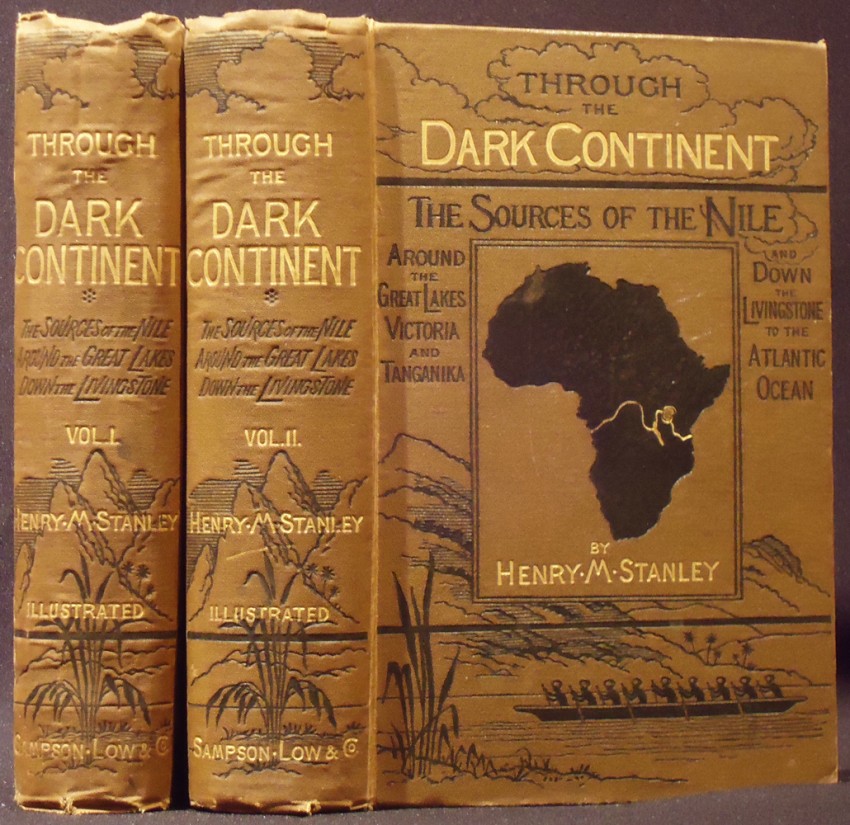 THROUGH
THE
DARK
CONTINENT
THE SOURCES OF THE NILE
AROUND THE GREAT LAKES
DOWN THE LIVINGSTONE
VOL. I.
HENRY·M·STANLEY
ILLUSTRATED
SAMPSON·LOW & Co
THROUGH
THE
DARK
CONTINENT
THE SOURCES OF THE NILE
AROUND THE GREAT LAKES
DOWN THE LIVINGSTONE
VOL. II.
HENRY·M·STANLEY
ILLUSTRATED
SAMPSON·LOW & Co
THROUGH
THE
DARK CONTINENT
THE SOURCES OF THE NILE
AROUND
THE
GREAT LAKES
VICTORIA
AND
TANGANIKA
AND
DOWN
THE
LIVINGSTONE
TO THE
ATLANTIC
OCEAN
BY
HENRY·M·STANLEY